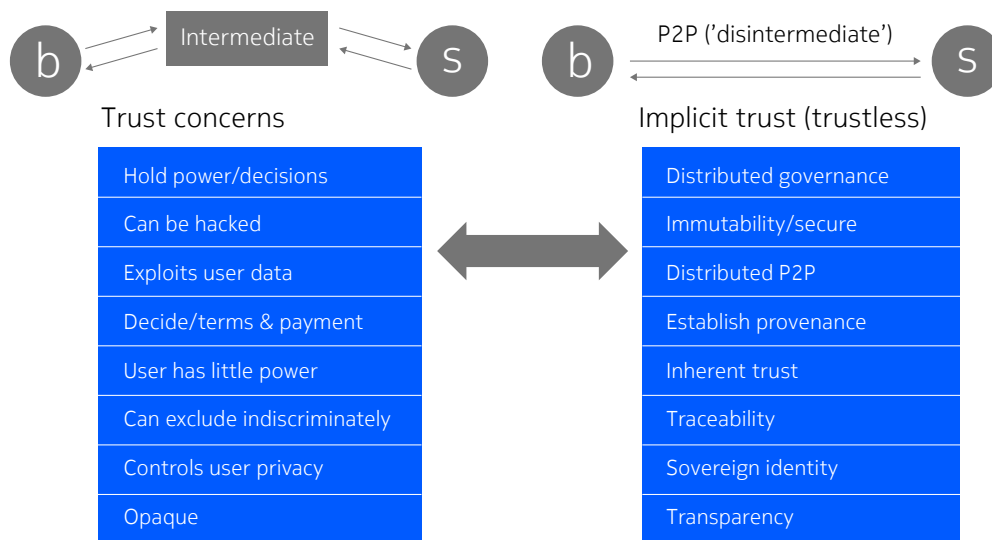 b
Intermediate
s
Trust concerns
Hold power/decisions
Can be hacked
Exploits user data
Decide/terms & payment
User has little power
Can exclude indiscriminately
Controls user privacy
Opaque
b
P2P ('disintermediate')
s
Implicit trust (trustless)
Distributed governance
Immutability/secure
Distributed P2P
Establish provenance
Inherent trust
Traceability
Sovereign identity
Transparency